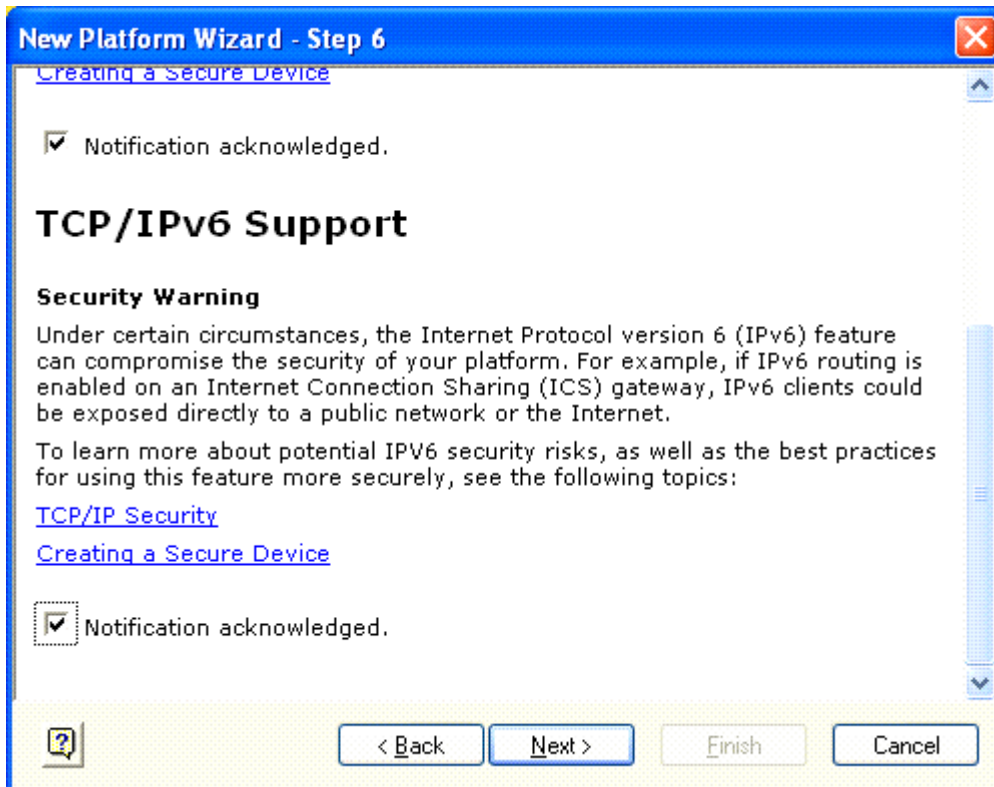 New Platform Wizard - Step 6
Creating a Secure Device
Notification acknowledged.
TCP/IPv6 Support
Security Warning
Under certain circumstances, the Internet Protocol version 6 (IPv6) feature
can compromise the security of your platform. For example, if IPv6 routing is
enabled on an Internet Connection Sharing (ICS) gateway, IPv6 clients could
be exposed directly to a public network or the Internet.
To learn more about potential IPV6 security risks, as well as the best practices
for using this feature more securely, see the following topics:
TCP/IP Security
Creating a Secure Device
Notification acknowledged.
< Back Next > Finish Cancel